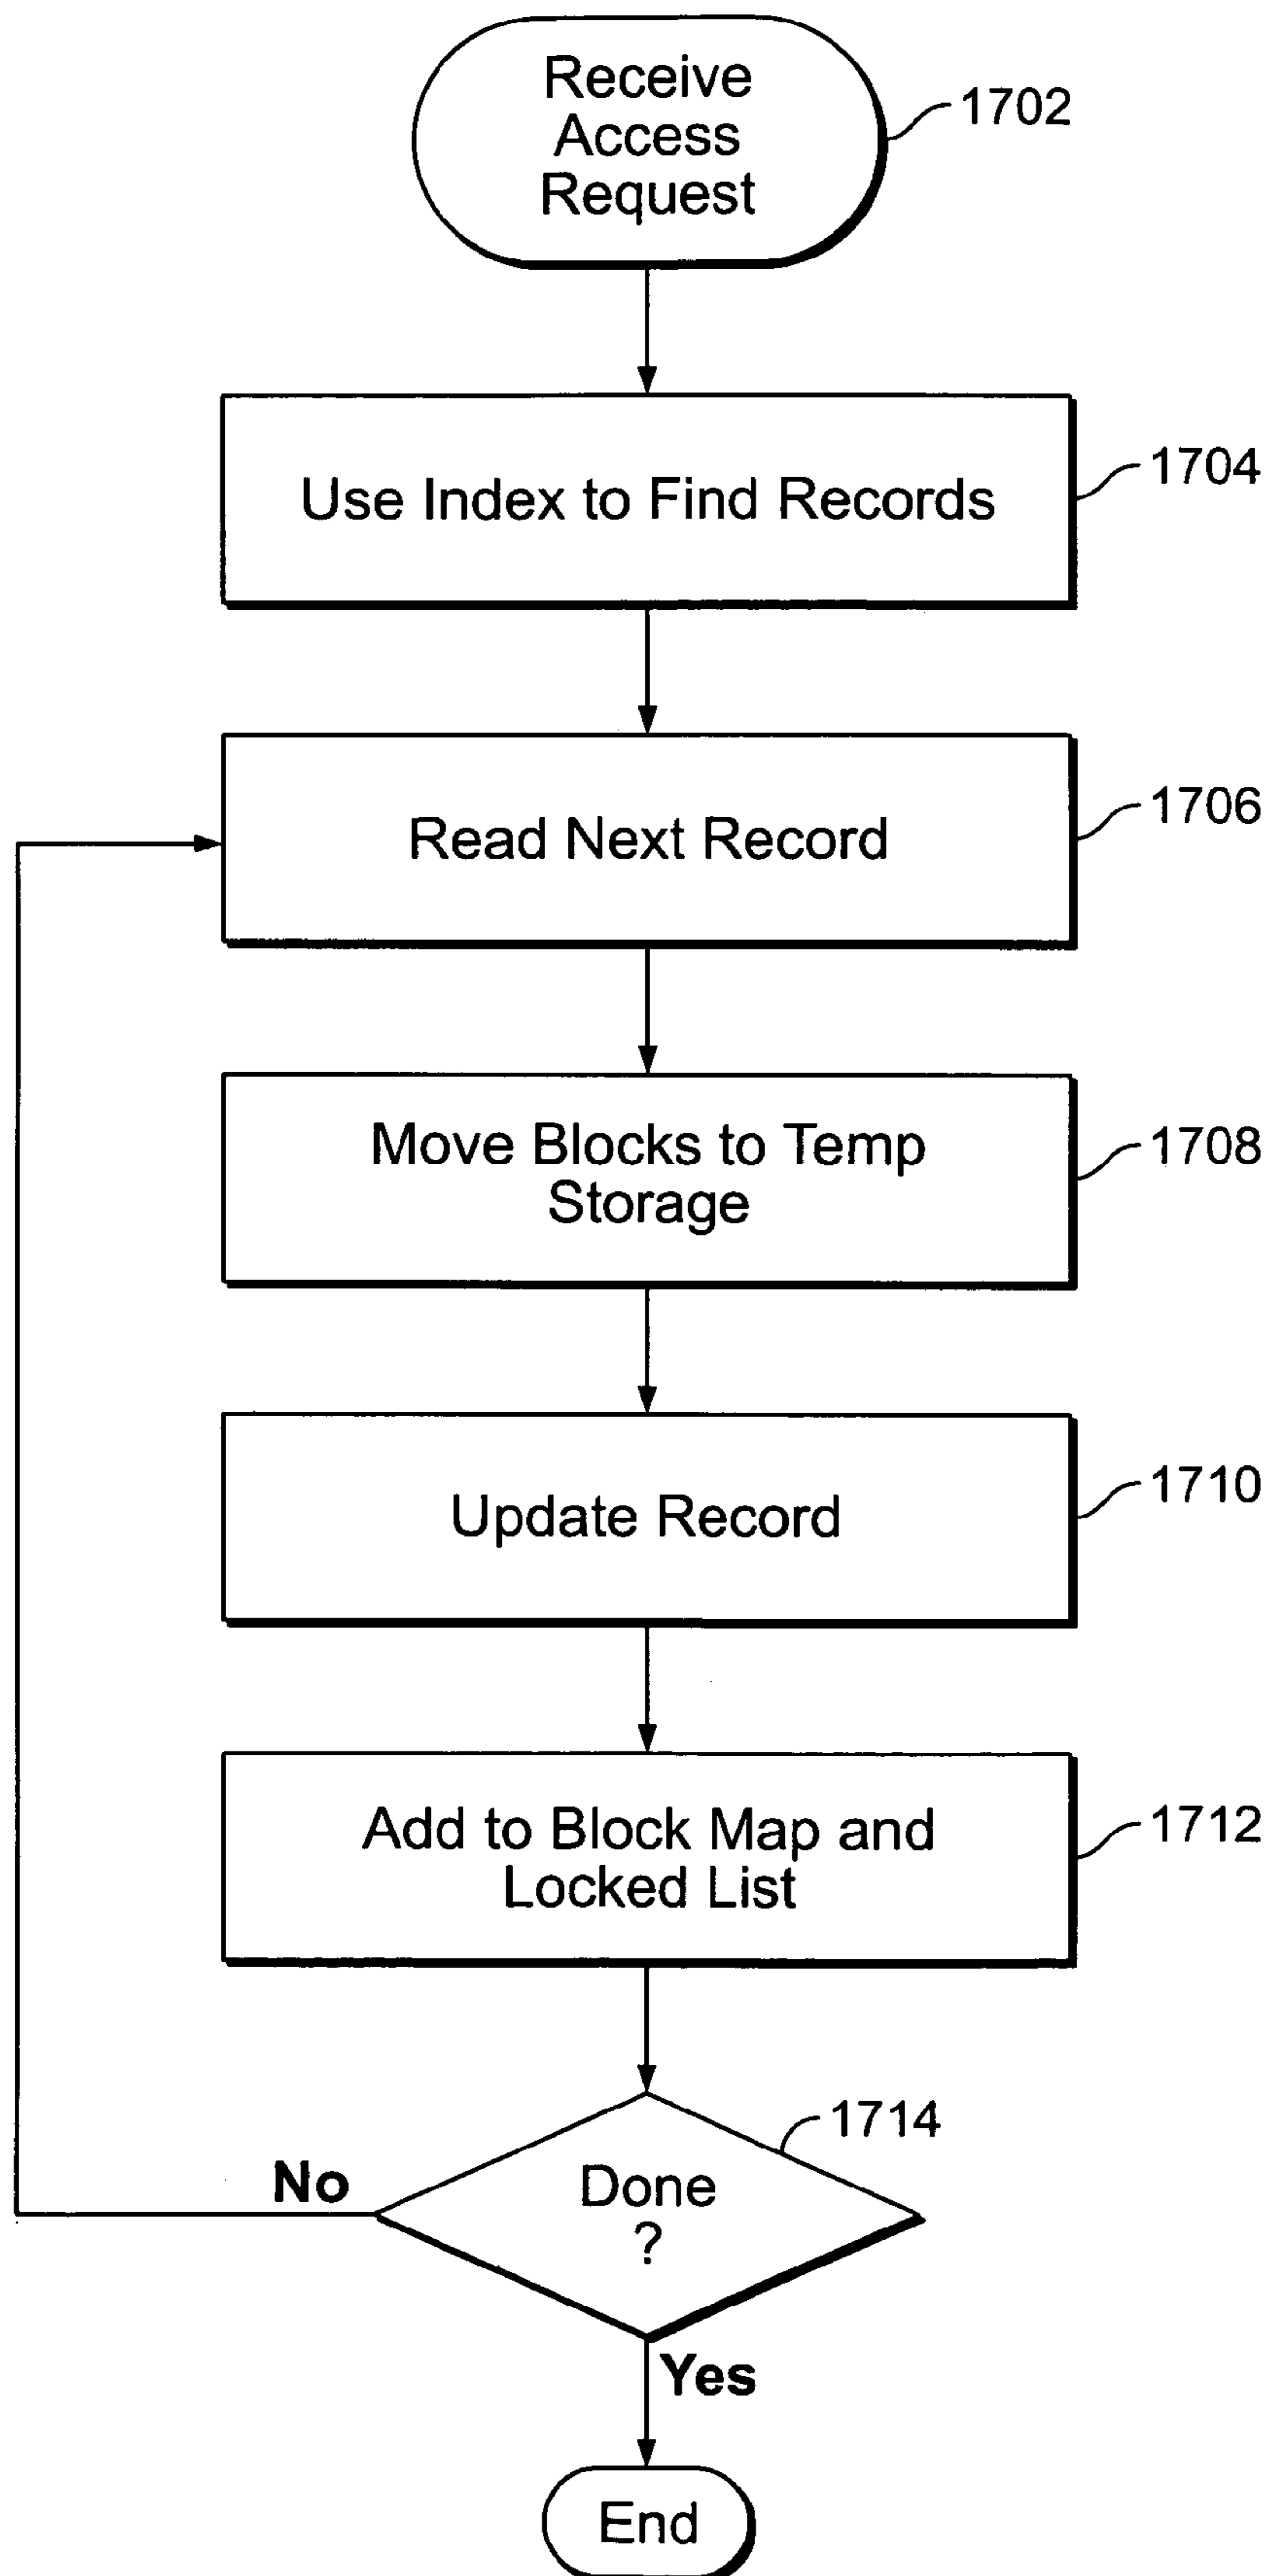 Receive
Access
Request
1702
Use Index to Find Records
1704
Read Next Record
1706
Move Blocks to Temp
Storage
1708
Update Record
1710
Add to Block Map and
Locked List
1712
Done
?
1714
No
Yes
End